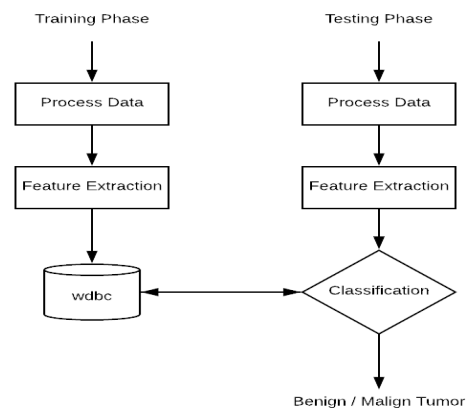 Training Phase
Testing Phase
Process Data
Process Data
Feature Extraction
Feature Extraction
wdbc
Classification
Benign / Malign Tumor